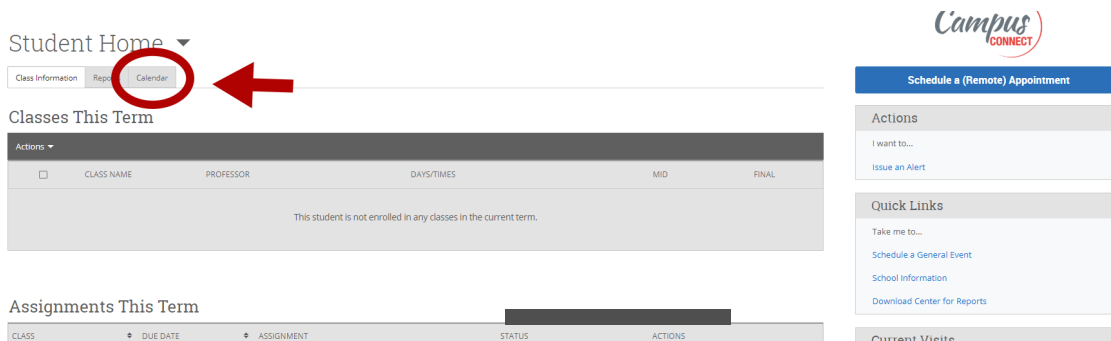 Student Home
Class Information Repo Calendar
Classes This Term
Actions
CLASS NAME PROFESSOR DAYS/TIMES MID FINAL
This student is not enrolled in any classes in the current term.
Assignments This Term
CLASS DUE DATE ASSIGNMENT STATUS ACTIONS
Campus
CONNECT
Schedule a (Remote) Appointment
Actions
I want to...
Issue an Alert
Quick Links
Take me to...
Schedule a General Event
School Information
Download Center for Reports
Current Visits